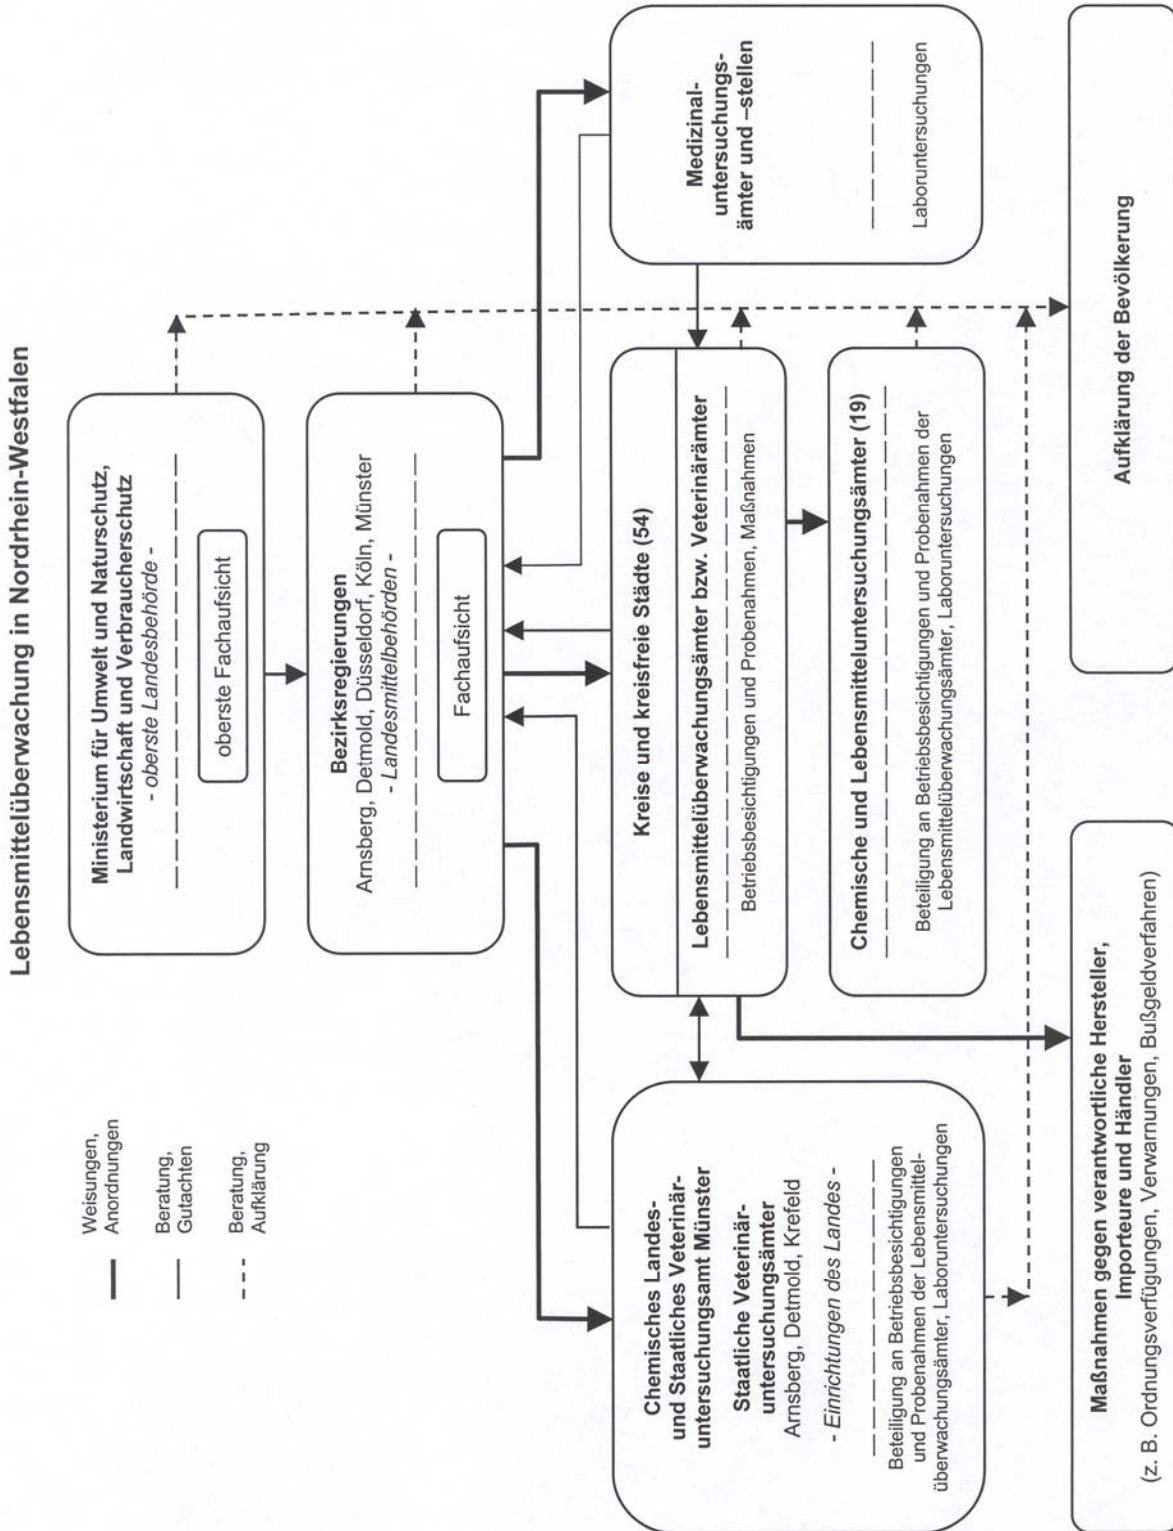 Lebensmittelüberwachung in Nordrhein-Westfalen
Weisungen,
Anordnungen
Beratung,
Gutachten
Beratung,
Aufklärung
Ministerium für Umwelt und Naturschutz,
Landwirtschaft und Verbraucherschutz
- oberste Landesbehörde -
oberste Fachaufsicht
Bezirksregierungen
Arnsberg, Detmold, Düsseldorf, Köln, Münster
- Landesmittelbehörden -
Fachaufsicht
Chemisches Landes-
und Staatliches Veterinär-
untersuchungsamt Münster
Staatliche Veterinär-
untersuchungsämter
Arnsberg, Detmold, Krefeld
- Einrichtungen des Landes -
Beteiligung an Betriebsbesichtigungen
und Probenahmen der Lebensmittel-
überwachungsämter, Laboruntersuchungen
Kreise und kreisfreie Städte (54)
Lebensmittelüberwachungsämter bzw. Veterinärämter
Betriebsbesichtigungen und Probenahmen, Maßnahmen
Chemische und Lebensmitteluntersuchungsämter (19)
Beteiligung an Betriebsbesichtigungen und Probenahmen der
Lebensmittelüberwachungsämter, Laboruntersuchungen
Medizinal-
untersuchungs-
ämter und –stellen
Laboruntersuchungen
Maßnahmen gegen verantwortliche Hersteller,
Importeure und Händler
(z. B. Ordnungsverfügungen, Verwarnungen, Bußgeldverfahren)
Aufklärung der Bevölkerung